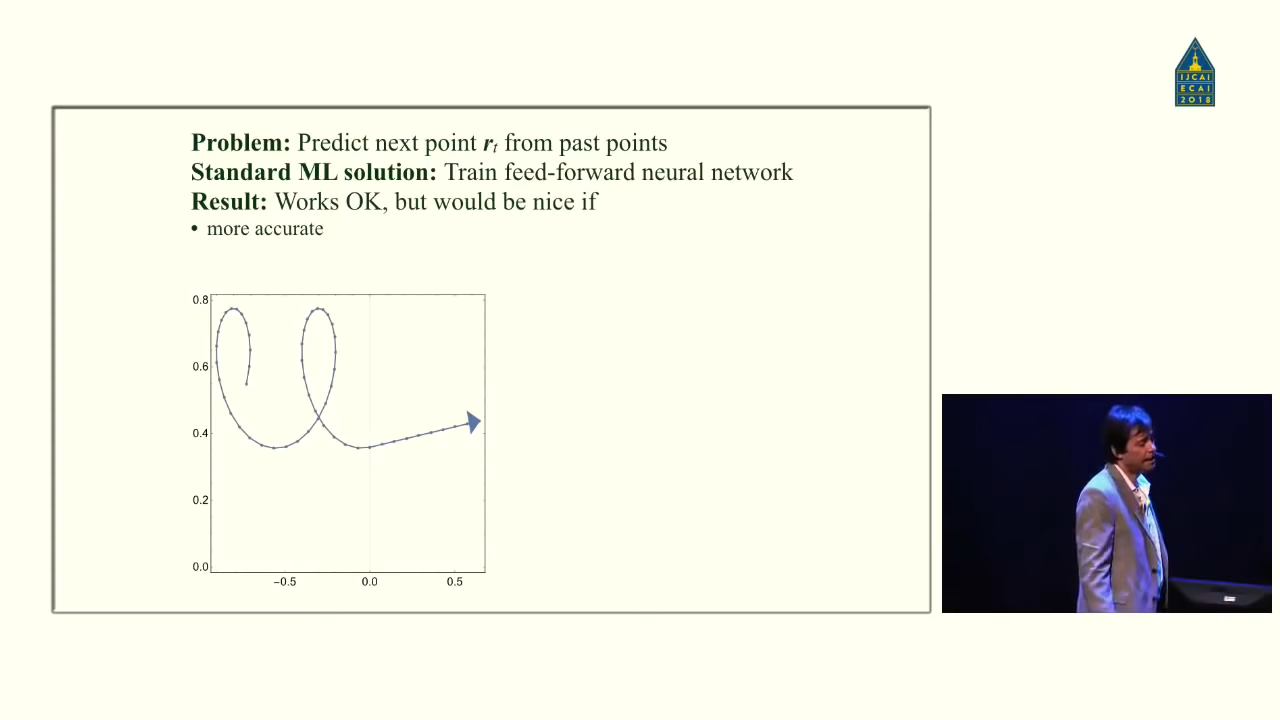 IJCAI
ECAI
2018
Problem: Predict next point rt from past points
Standard ML solution: Train feed-forward neural network
Result: Works OK, but would be nice if
• more accurate
0.8
0.6
0.4
0.2
0.0
−0.5 0.0 0.5